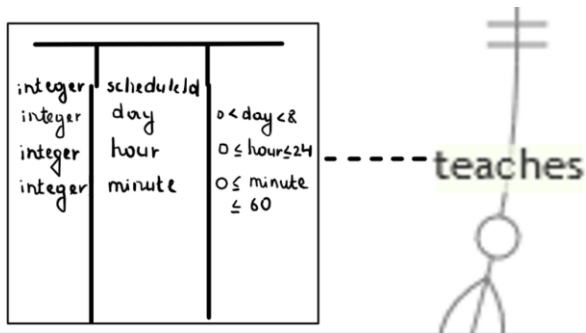 integer scheduleId
integer day 0 < day < 8
integer hour 0 ≤ hour ≤ 24
teaches
integer minute 0 ≤ minute
≤ 60